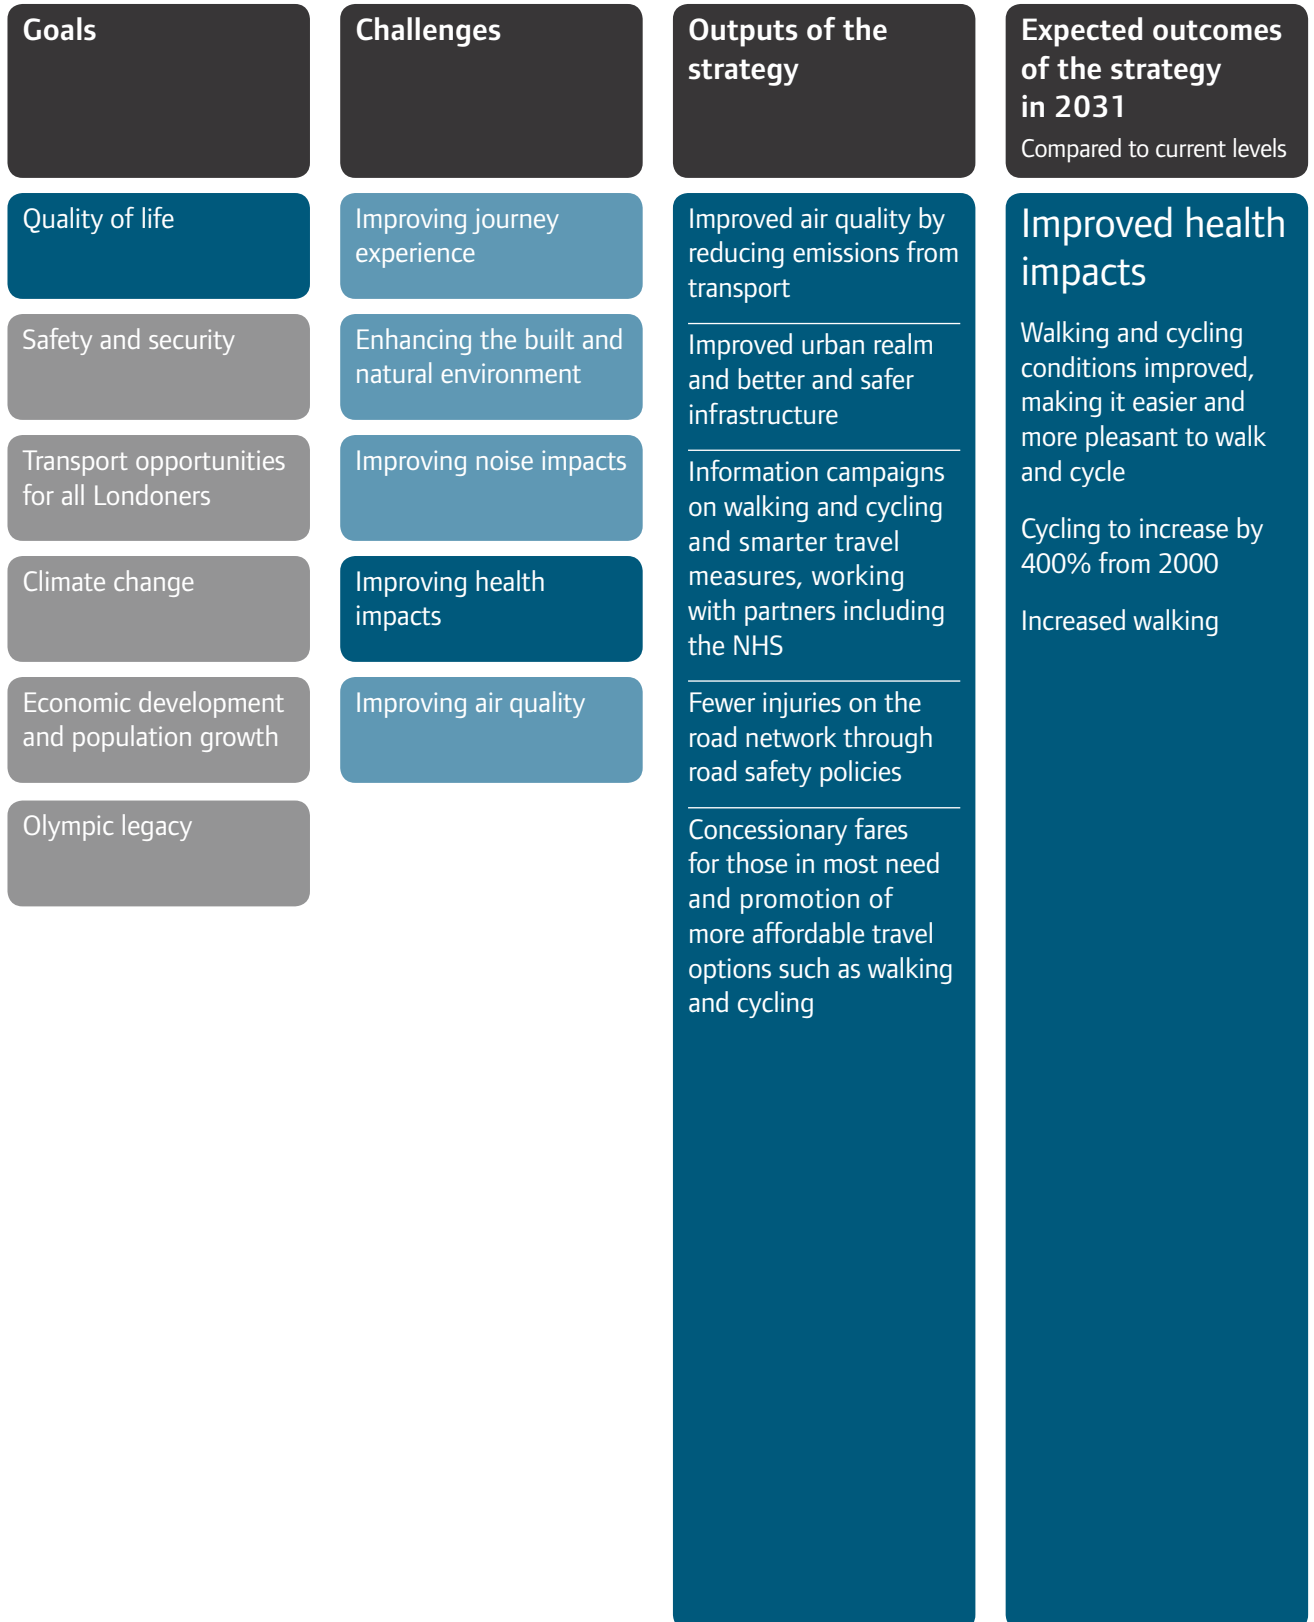 Goals
Quality of life
Safety and security
Transport opportunities
for all Londoners
Climate change
Economic development
and population growth
Olympic legacy
Challenges
Improving journey
experience
Enhancing the built and
natural environment
Improving noise impacts
Improving health
impacts
Improving air quality
Outputs of the
strategy
Improved air quality by
reducing emissions from
transport
Improved urban realm
and better and safer
infrastructure
Information campaigns
on walking and cycling
and smarter travel
measures, working
with partners including
the NHS
Fewer injuries on the
road network through
road safety policies
Concessionary fares
for those in most need
and promotion of
more affordable travel
options such as walking
and cycling
Expected outcomes
of the strategy
in 2031
Compared to current levels
Improved health
impacts
Walking and cycling
conditions improved,
making it easier and
more pleasant to walk
and cycle
Cycling to increase by
400% from 2000
Increased walking